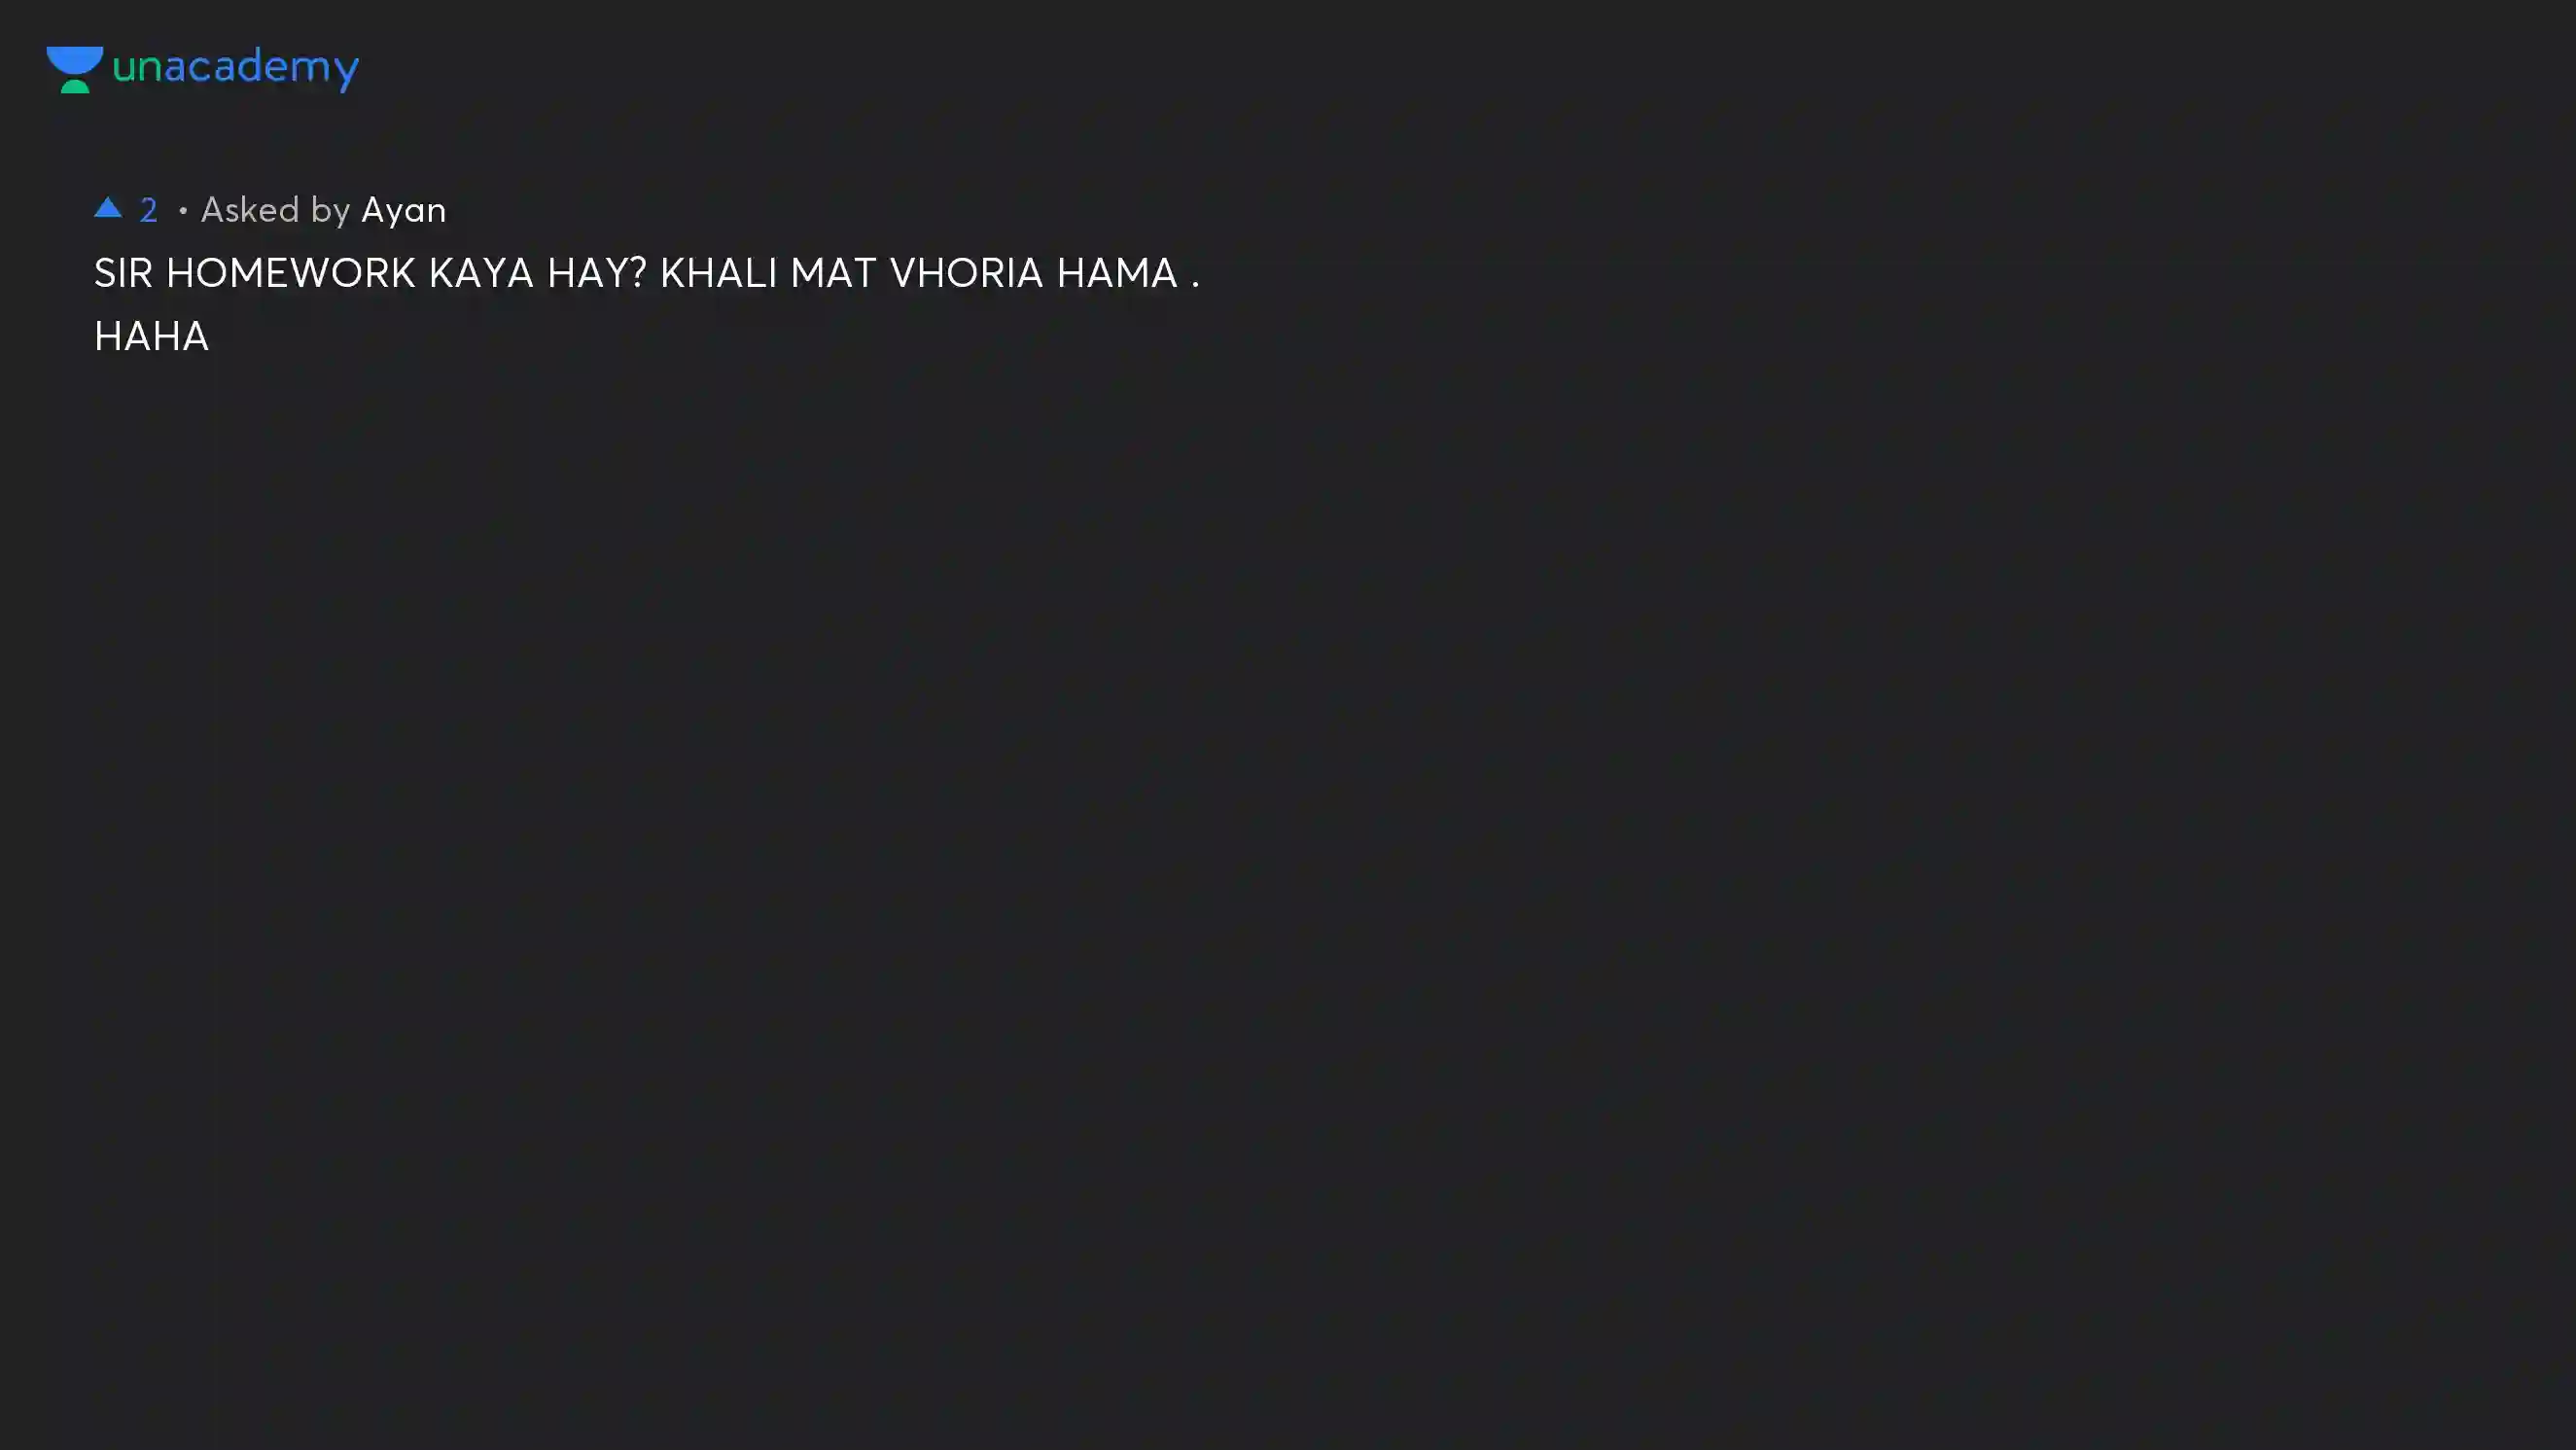 unacademy
▲ 2 • Asked by Ayan
SIR HOMEWORK KAYA HAY? KHALI MAT VHORIA HAMA .
HAHA